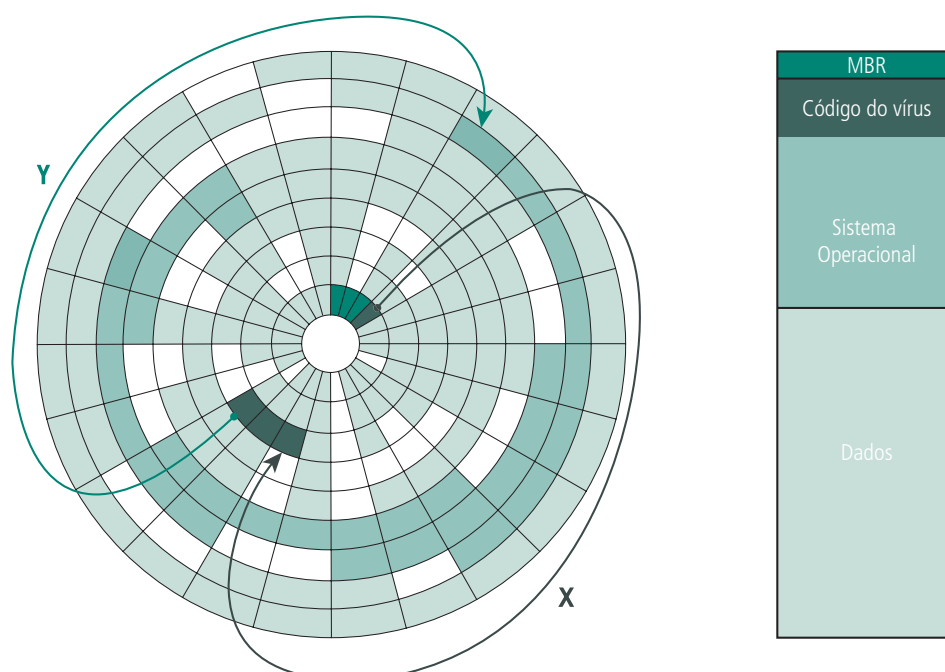 MBR
Código do vírus
Y
Sistema
Operacional
Dados
X